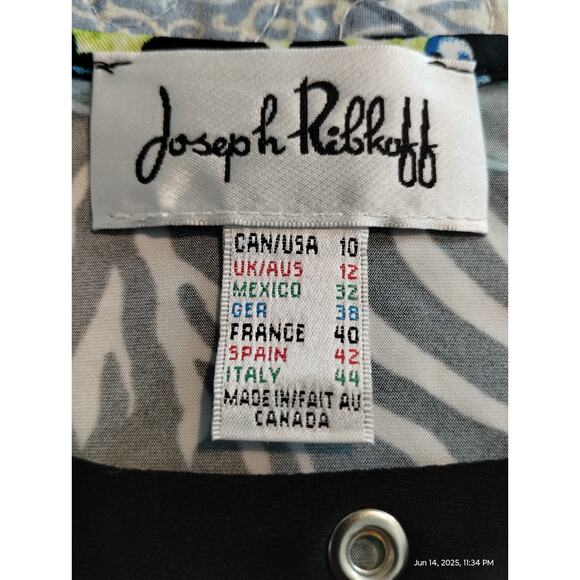 Joseph Ribkoff
CAN/USA 10
UK/AUS 12
MEXICO 32
GER 38
FRANCE 40
SPAIN 42
ITALY 44
MADE IN/FAIT AU
CANADA
Jun 14, 2025, 11:34 PM